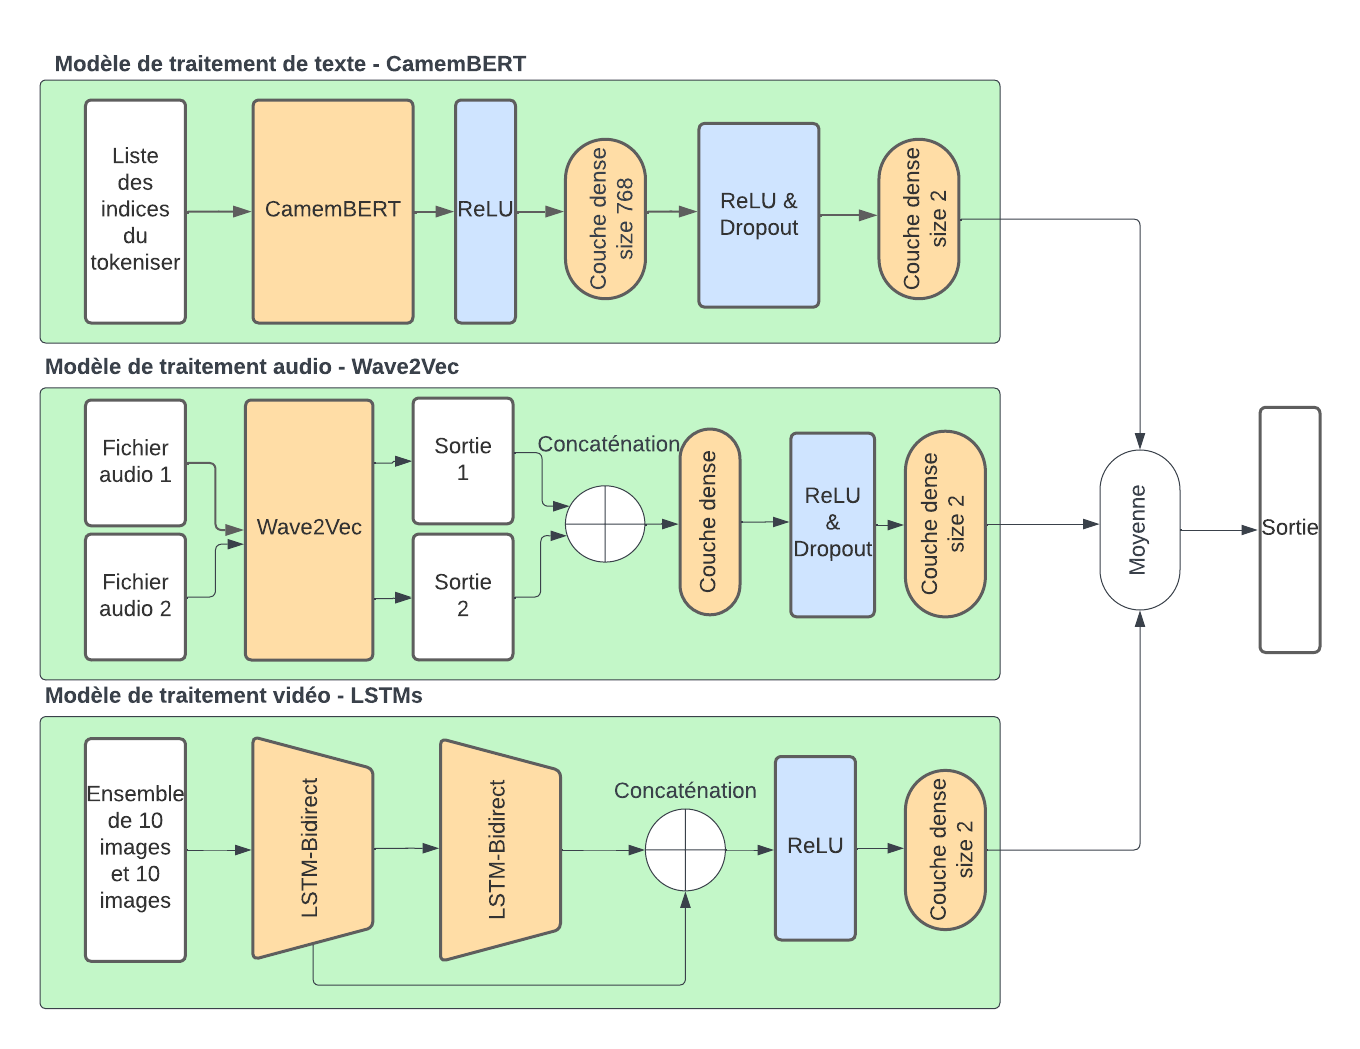 Modèle de traitement de texte - CamemBERT
Liste
des
indices
du
tokeniser
CamemBERT
ReLU
Couche dense
size 768
ReLU &
Dropout
Couche dense
size 2
Modèle de traitement audio - Wave2Vec
Fichier
audio 1
Fichier
audio 2
Wave2Vec
Sortie
1
Sortie
2
Concaténation
Couche dense
ReLU
&
Dropout
Couche dense
size 2
Moyenne
Sortie
Modèle de traitement vidéo - LSTMs
Ensemble
de 10
images
et 10
images
LSTM-Bidirect
LSTM-Bidirect
Concaténation
ReLU
Couche dense
size 2